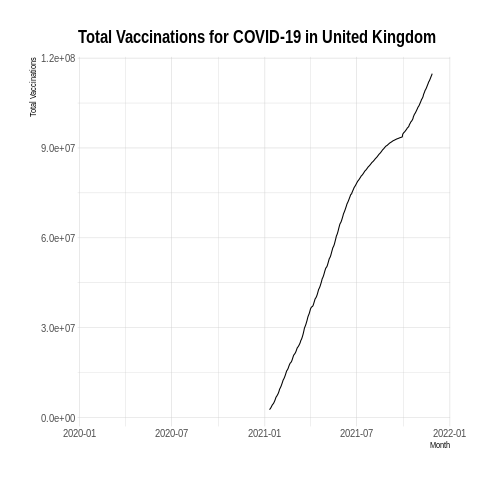 Total Vaccinations for COVID-19 in United Kingdom
Total Vaccinations
1.2e+08
9.0e+07
6.0e+07
3.0e+07
0.0e+00
2020-01 2020-07 2021-01 2021-07 2022-01
Month